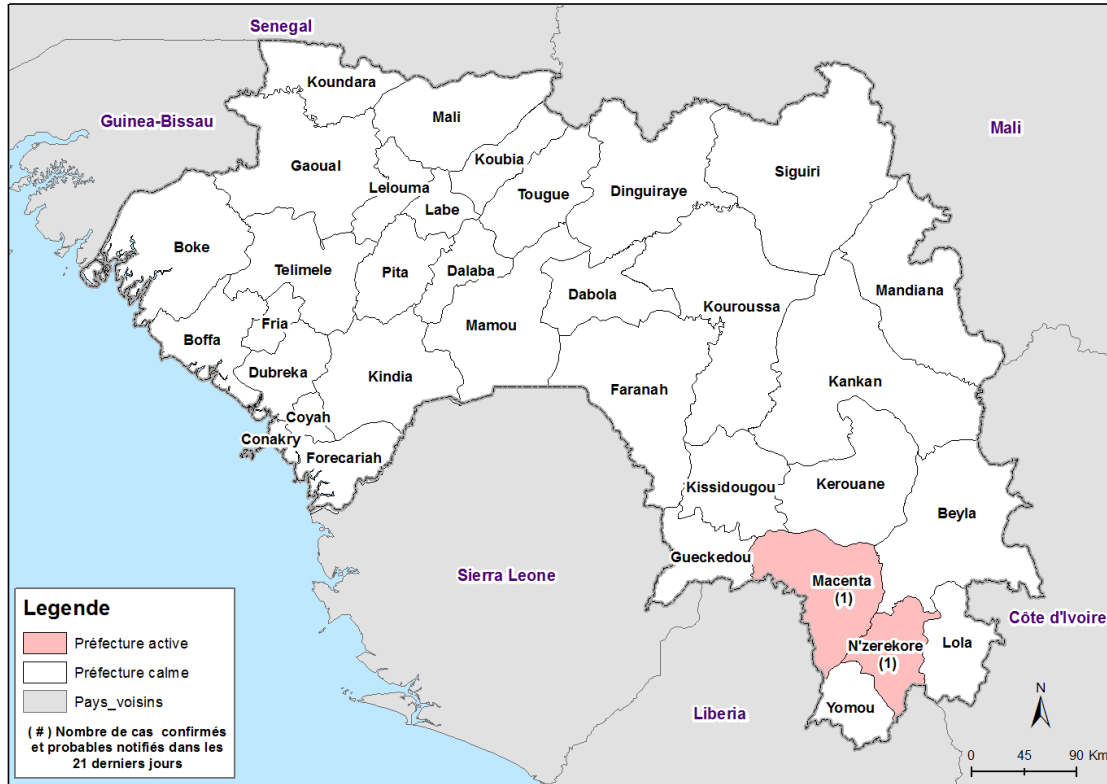 Senegal
Koundara
Mali
Guinea-Bissau
Mali
Koubia
Gaoual
Siguiri
Lelouma
Tougue
Dinguiraye
Labe
Boke
Telimele
Pita
Dalaba
Mandiana
Dabola
Kouroussa
Fria
Mamou
Boffa
Dubreka
Kindia
Kankan
Faranah
Coyah
Conakry
Forecariah
Kissidougou
Kerouane
Beyla
Gueckedou
Sierra Leone
Macenta
(1)
Côte d'Ivoire
N'zerekore
(1)
Lola
Yomou
Liberia
Legende
Préfecture active
Préfecture calme
Pays_voisins
( # ) Nombre de cas confirmés
et probables notifiés dans les
21 derniers jours
N
0 45 90 Km